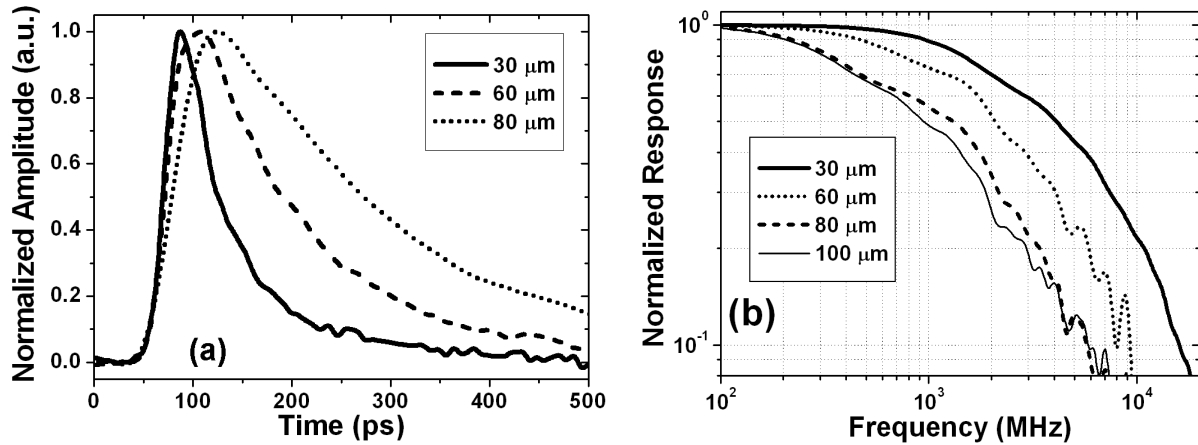 Normalized Amplitude (a.u.)
1.0
0.8
0.6
0.4
0.2
0.0
30 μm
60 μm
80 μm
(a)
0 100 200 300 400 500
Time (ps)
Normalized Response
10⁰
10⁻¹
30 μm
60 μm
80 μm
100 μm
(b)
10² 10³ 10⁴
Frequency (MHz)